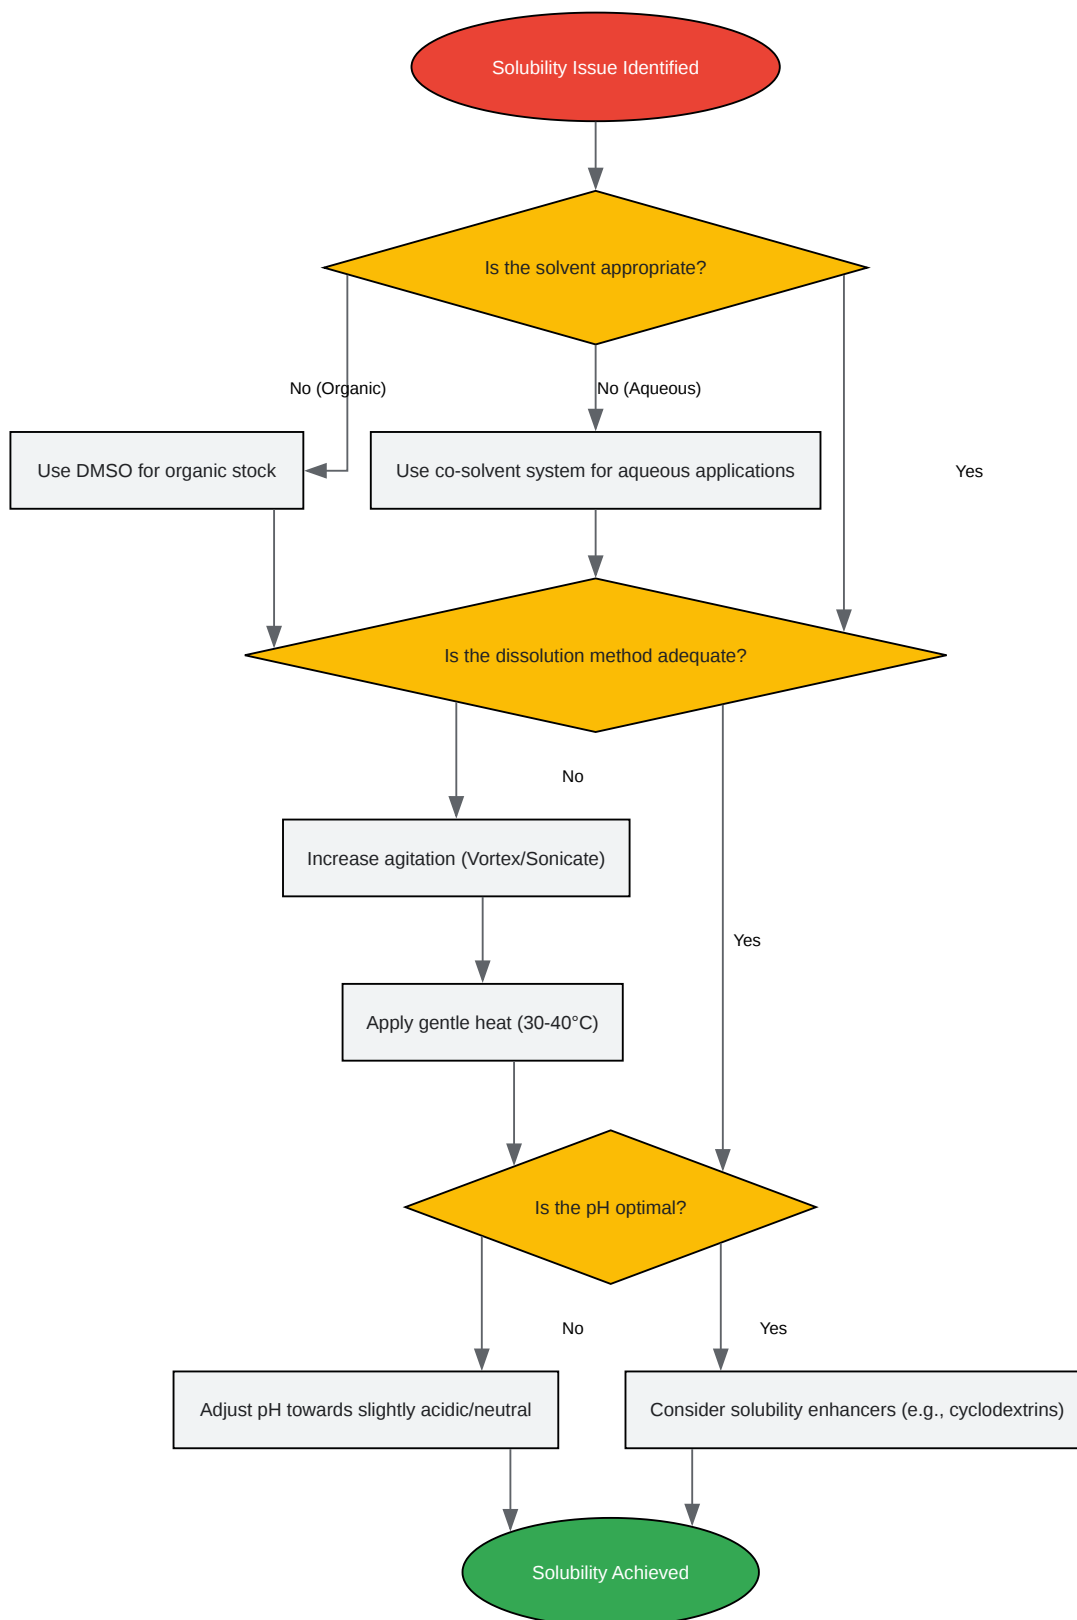 Solubility Issue Identified
Is the solvent appropriate?
No (Organic)
No (Aqueous)
Use DMSO for organic stock
Use co-solvent system for aqueous applications
Yes
Is the dissolution method adequate?
No
Increase agitation (Vortex/Sonicate)
Yes
Apply gentle heat (30-40°C)
Is the pH optimal?
No
Yes
Adjust pH towards slightly acidic/neutral
Consider solubility enhancers (e.g., cyclodextrins)
Solubility Achieved